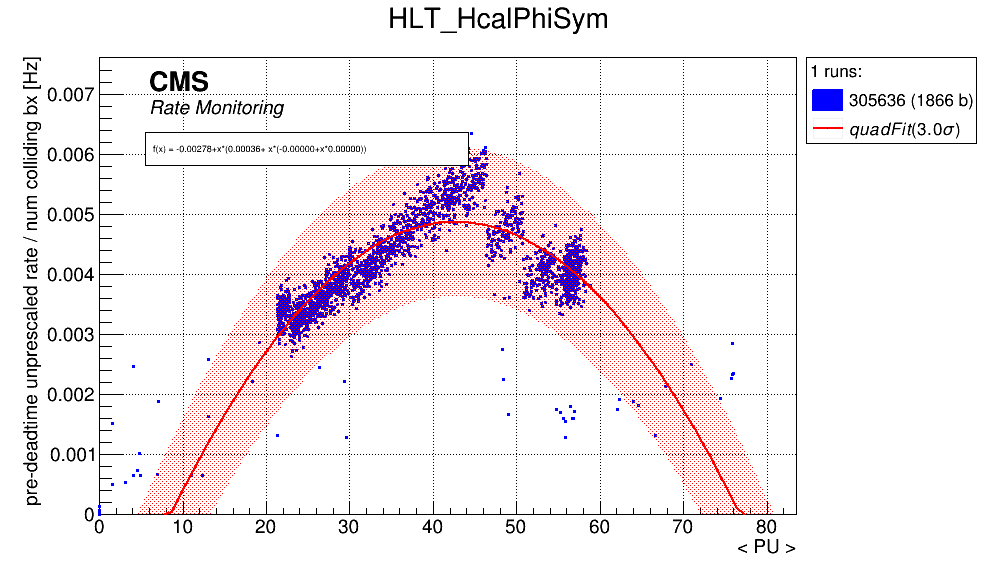 HLT_HcalPhiSym
pre-deadtime unprescaled rate / num colliding bx [Hz]
CMS
Rate Monitoring
f(x) = -0.00278+x*(0.00036+ x*(-0.00000+x*0.00000))
0.007
0.006
0.005
0.004
0.003
0.002
0.001
0
0 10 20 30 40 50 60 70 80
< PU >
1 runs:
305636 (1866 b)
quadFit(3.0σ)